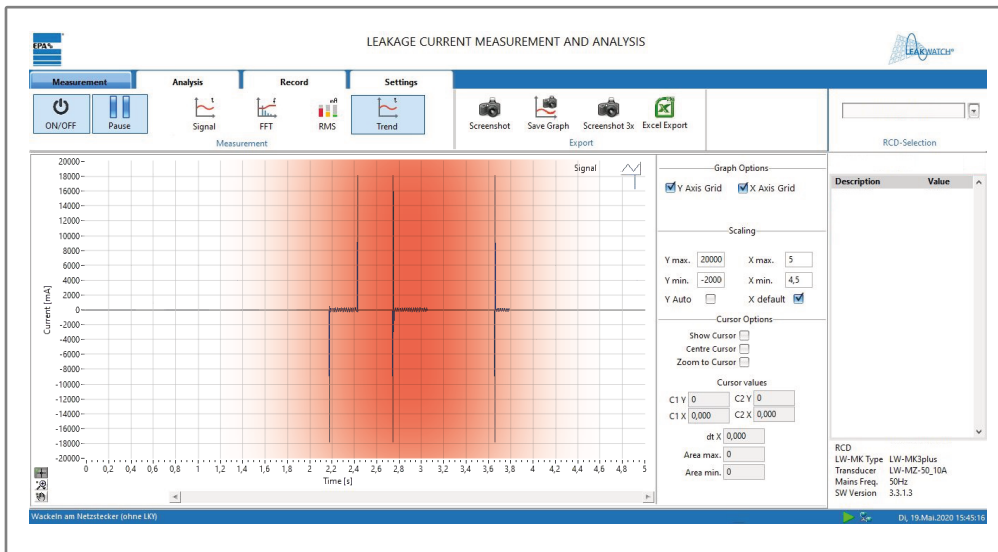 EPA®
LEAKAGE CURRENT MEASUREMENT AND ANALYSIS
LEAKWATCH®
Measurement Analysis Record Settings
ON/OFF Pause Signal FFT RMS Trend Screenshot Save Graph Screenshot 3x Excel Export
Measurement Export RCD-Selection
Signal
Current [mA]
20000
18000
16000
14000
12000
10000
8000
6000
4000
2000
0
-2000
-4000
-6000
-8000
-10000
-12000
-14000
-16000
-18000
-20000
0 0,2 0,4 0,6 0,8 1 1,2 1,4 1,6 1,8 2 2,2 2,4 2,6 2,8 3 3,2 3,4 3,6 3,8 4 4,2 4,4 4,6 4,8 5
Time [s]
Graph Options
Y Axis Grid X Axis Grid
Scaling
Y max. 20000 X max. 5
Y min. -2000 X min. 4,5
Y Auto X default
Cursor Options
Show Cursor
Centre Cursor
Zoom to Cursor
Cursor values
C1 Y 0 C2 Y 0
C1 X 0,000 C2 X 0,000
dt X 0,000
Area max. 0
Area min. 0
Description Value
RCD
LW-MK Type LW-MK3plus
Transducer LW-MZ-50_10A
Mains Freq. 50Hz
SW Version 3.3.1.3
Wackeln am Netzstecker (ohne LKY) Di, 19.Mai.2020 15:45:16